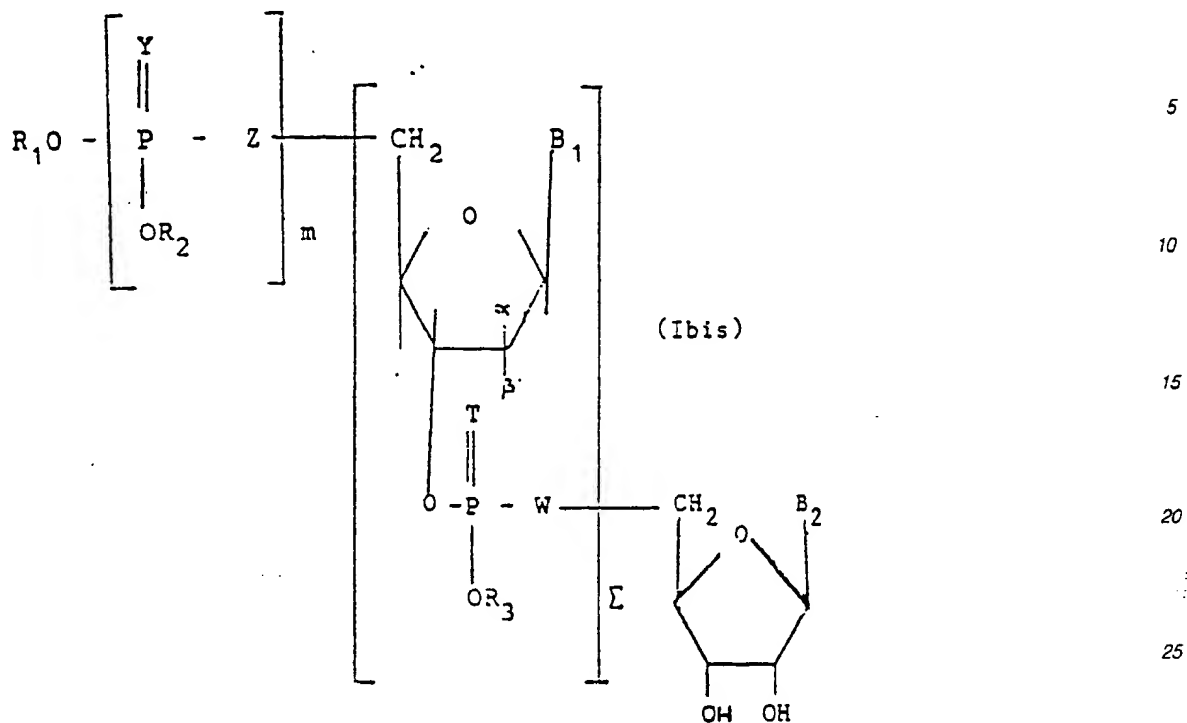 Y
5
R1O - P - Z CH2 B1
O
OR2 m
10
α
(Ibis)
β
15
T
O -P - W CH2 B2
20
O
OR3 Σ
25
OH OH